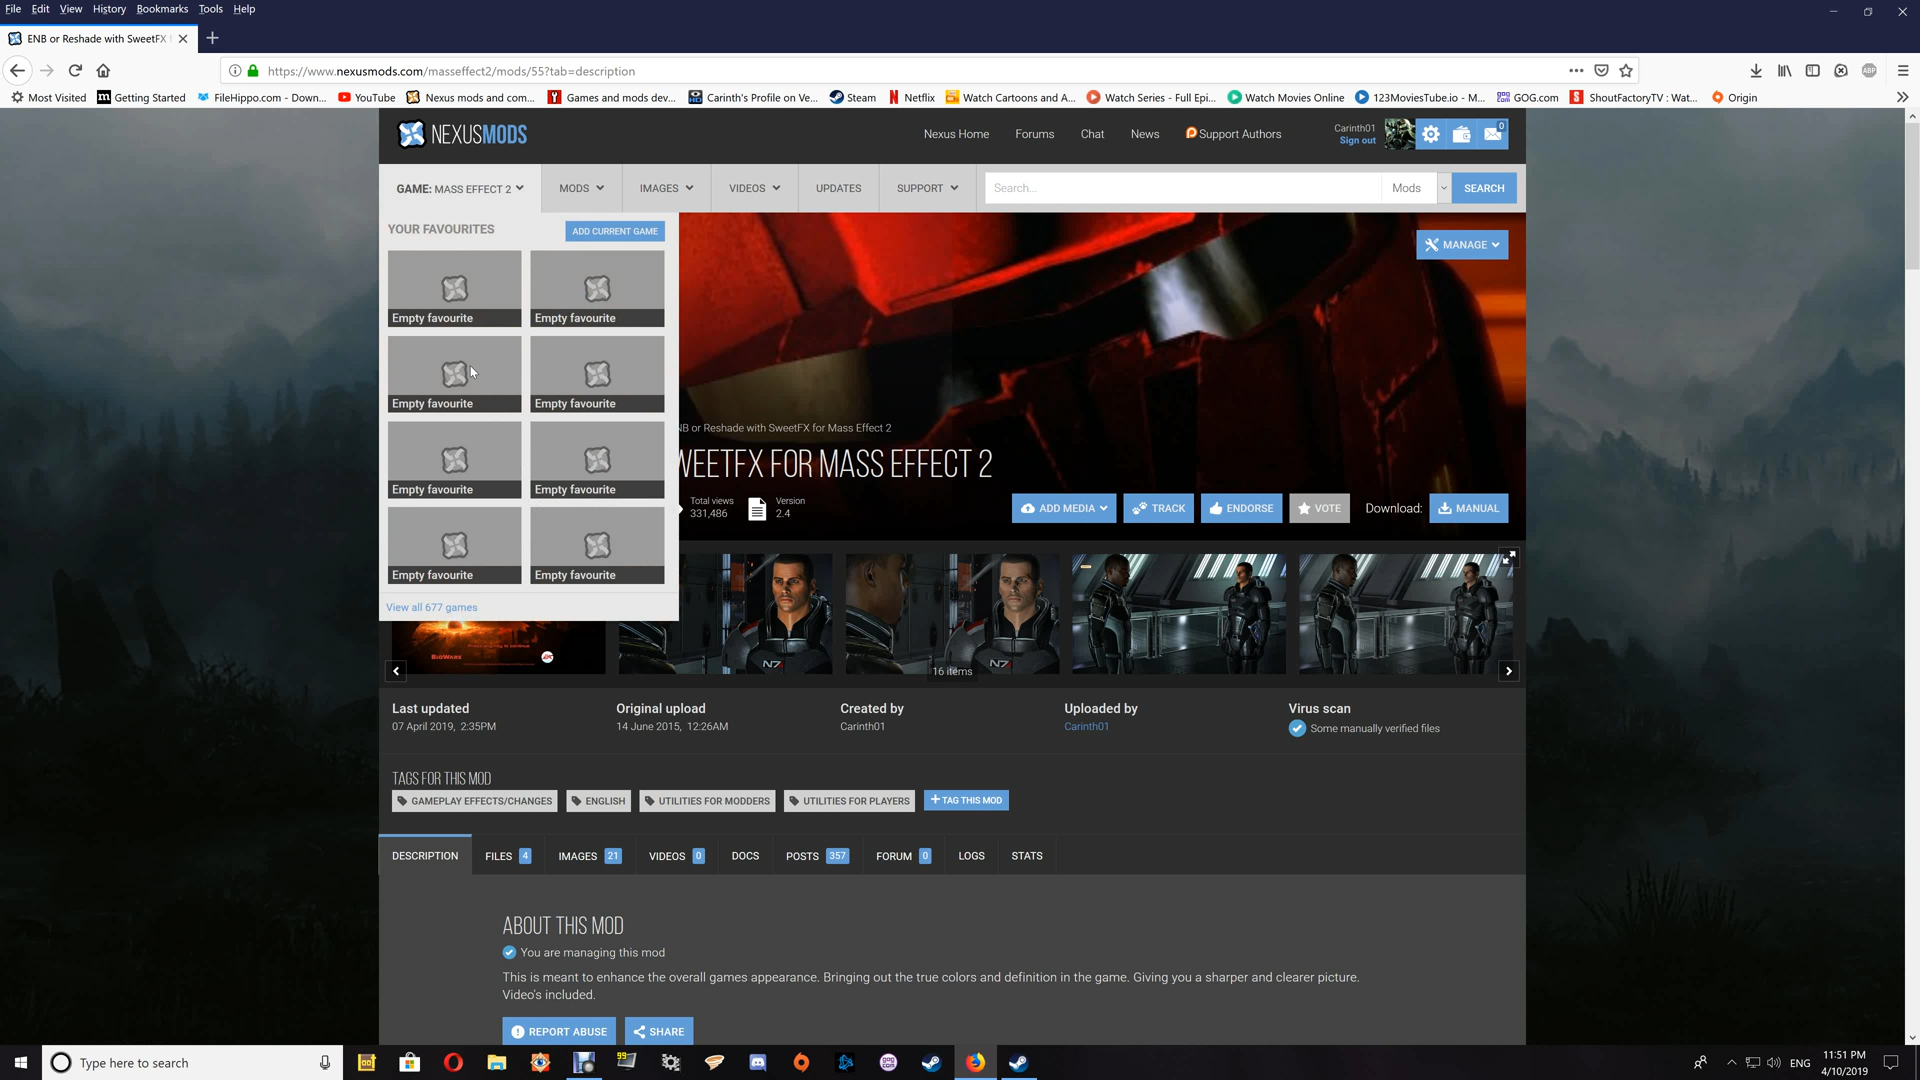 File Edit View History Bookmarks Tools Help
ENB or Reshade with SweetFX
https://www.nexusmods.com/masseffect2/mods/55?tab=description
Most Visited Getting Started FileHippo.com - Down... YouTube Nexus mods and com... Games and mods dev... Carinth's Profile on Ve... Steam Netflix Watch Cartoons and A... Watch Series - Full Epi... Watch Movies Online 123MoviesTube.io - M... GOG.com ShoutFactoryTV : Wat... Origin
NEXUSMODS Nexus Home Forums Chat News Support Authors Carinth01 0
Sign out
GAME: MASS EFFECT 2 MODS IMAGES VIDEOS UPDATES SUPPORT Search... Mods SEARCH
YOUR FAVOURITES ADD CURRENT GAME
MANAGE
Empty favourite Empty favourite
Empty favourite Empty favourite
NB or Reshade with SweetFX for Mass Effect 2
WEETFX FOR MASS EFFECT 2
Empty favourite Empty favourite
Total views Version
331,486 2.4
ADD MEDIA TRACK ENDORSE VOTE Download: MANUAL
Empty favourite Empty favourite
View all 677 games
BIOWARE EA N7 N7
16 items
Last updated Original upload Created by Uploaded by Virus scan
07 April 2019, 2:35PM 14 June 2015, 12:26AM Carinth01 Carinth01 Some manually verified files
TAGS FOR THIS MOD
GAMEPLAY EFFECTS/CHANGES ENGLISH UTILITIES FOR MODDERS UTILITIES FOR PLAYERS + TAG THIS MOD
DESCRIPTION FILES 4 IMAGES 21 VIDEOS 0 DOCS POSTS 357 FORUM 0 LOGS STATS
ABOUT THIS MOD
You are managing this mod
This is meant to enhance the overall games appearance. Bringing out the true colors and definition in the game. Giving you a sharper and clearer picture.
Video's included.
REPORT ABUSE SHARE
Type here to search 99 ENG 11:51 PM
4/10/2019